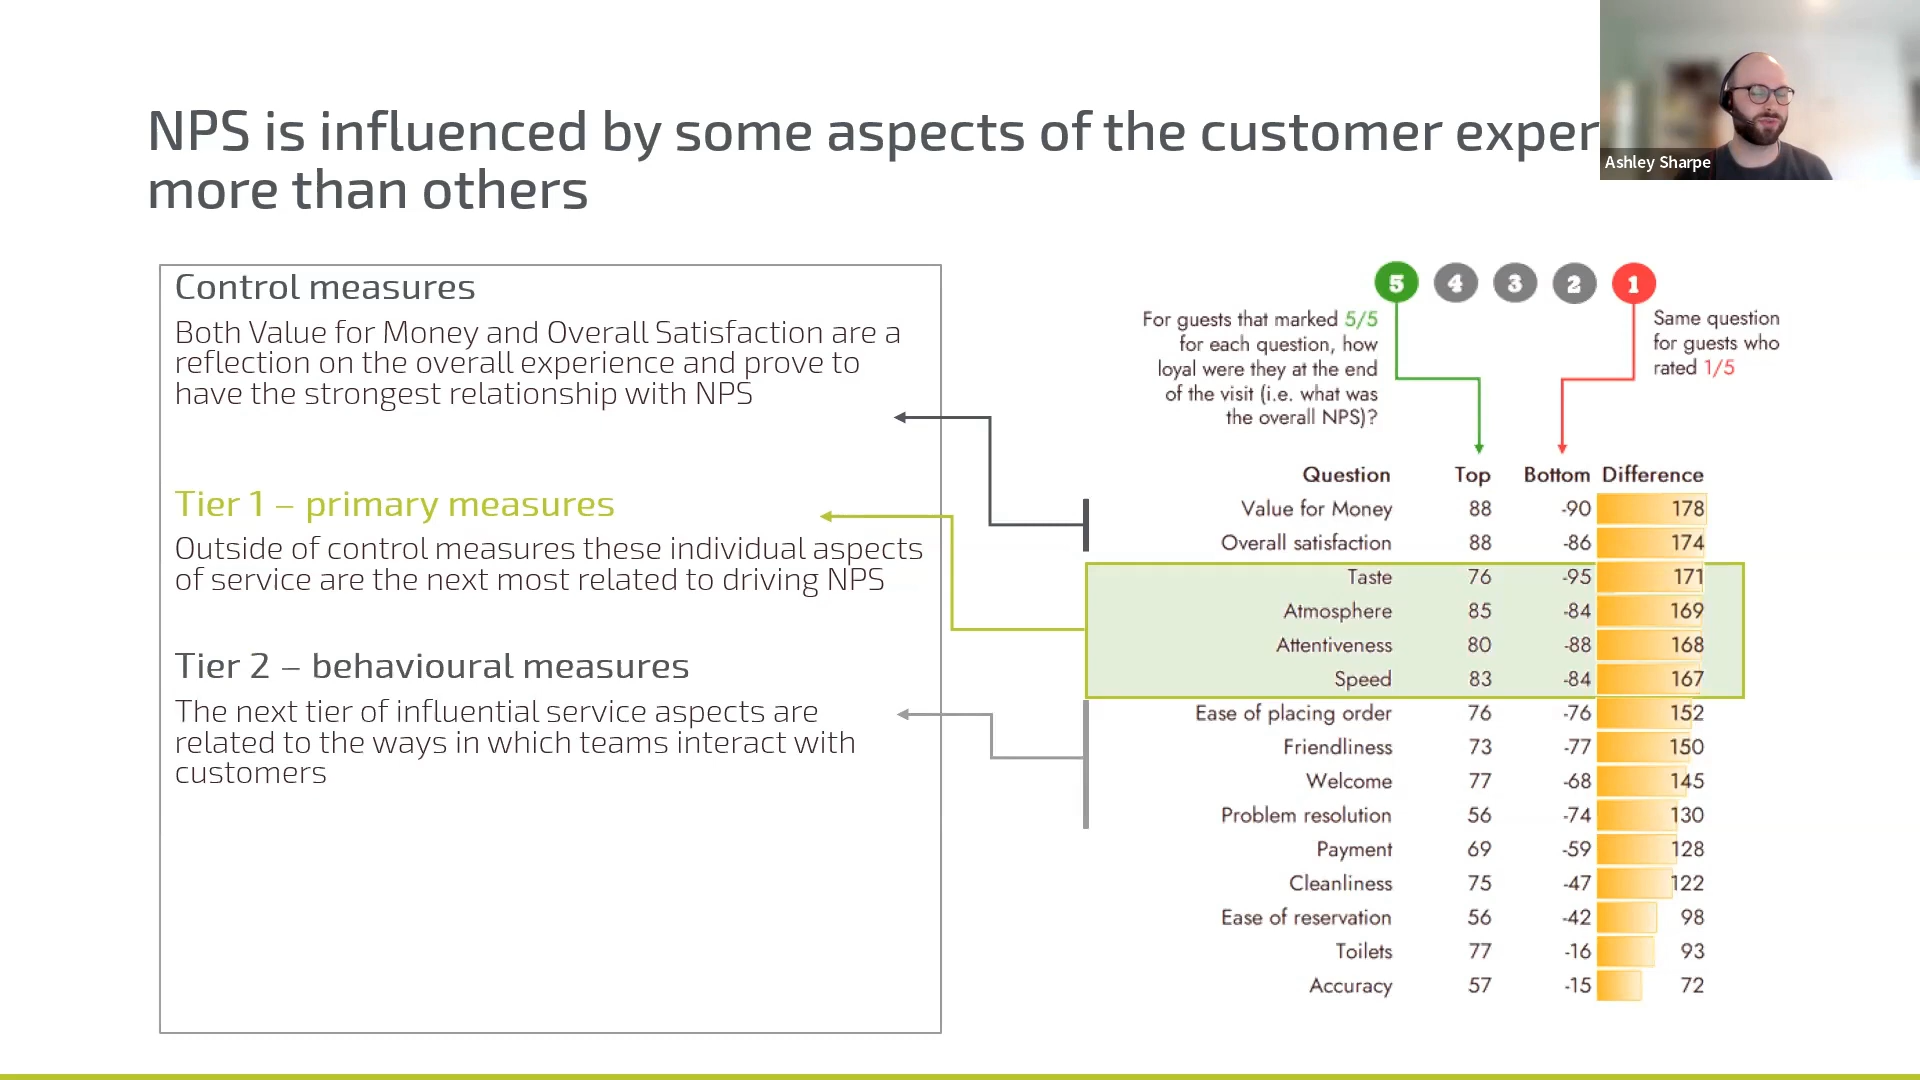 NPS is influenced by some aspects of the customer exper
more than others
Ashley Sharpe
Control measures
Both Value for Money and Overall Satisfaction are a
reflection on the overall experience and prove to
have the strongest relationship with NPS
Tier 1 – primary measures
Outside of control measures these individual aspects
of service are the next most related to driving NPS
Tier 2 – behavioural measures
The next tier of influential service aspects are
related to the ways in which teams interact with
customers
5 4 3 2 1
For guests that marked 5/5
for each question, how
loyal were they at the end
of the visit (i.e. what was
the overall NPS)?
Same question
for guests who
rated 1/5
Question Top Bottom Difference
Value for Money 88 -90 178
Overall satisfaction 88 -86 174
Taste 76 -95 171
Atmosphere 85 -84 169
Attentiveness 80 -88 168
Speed 83 -84 167
Ease of placing order 76 -76 152
Friendliness 73 -77 150
Welcome 77 -68 145
Problem resolution 56 -74 130
Payment 69 -59 128
Cleanliness 75 -47 122
Ease of reservation 56 -42 98
Toilets 77 -16 93
Accuracy 57 -15 72